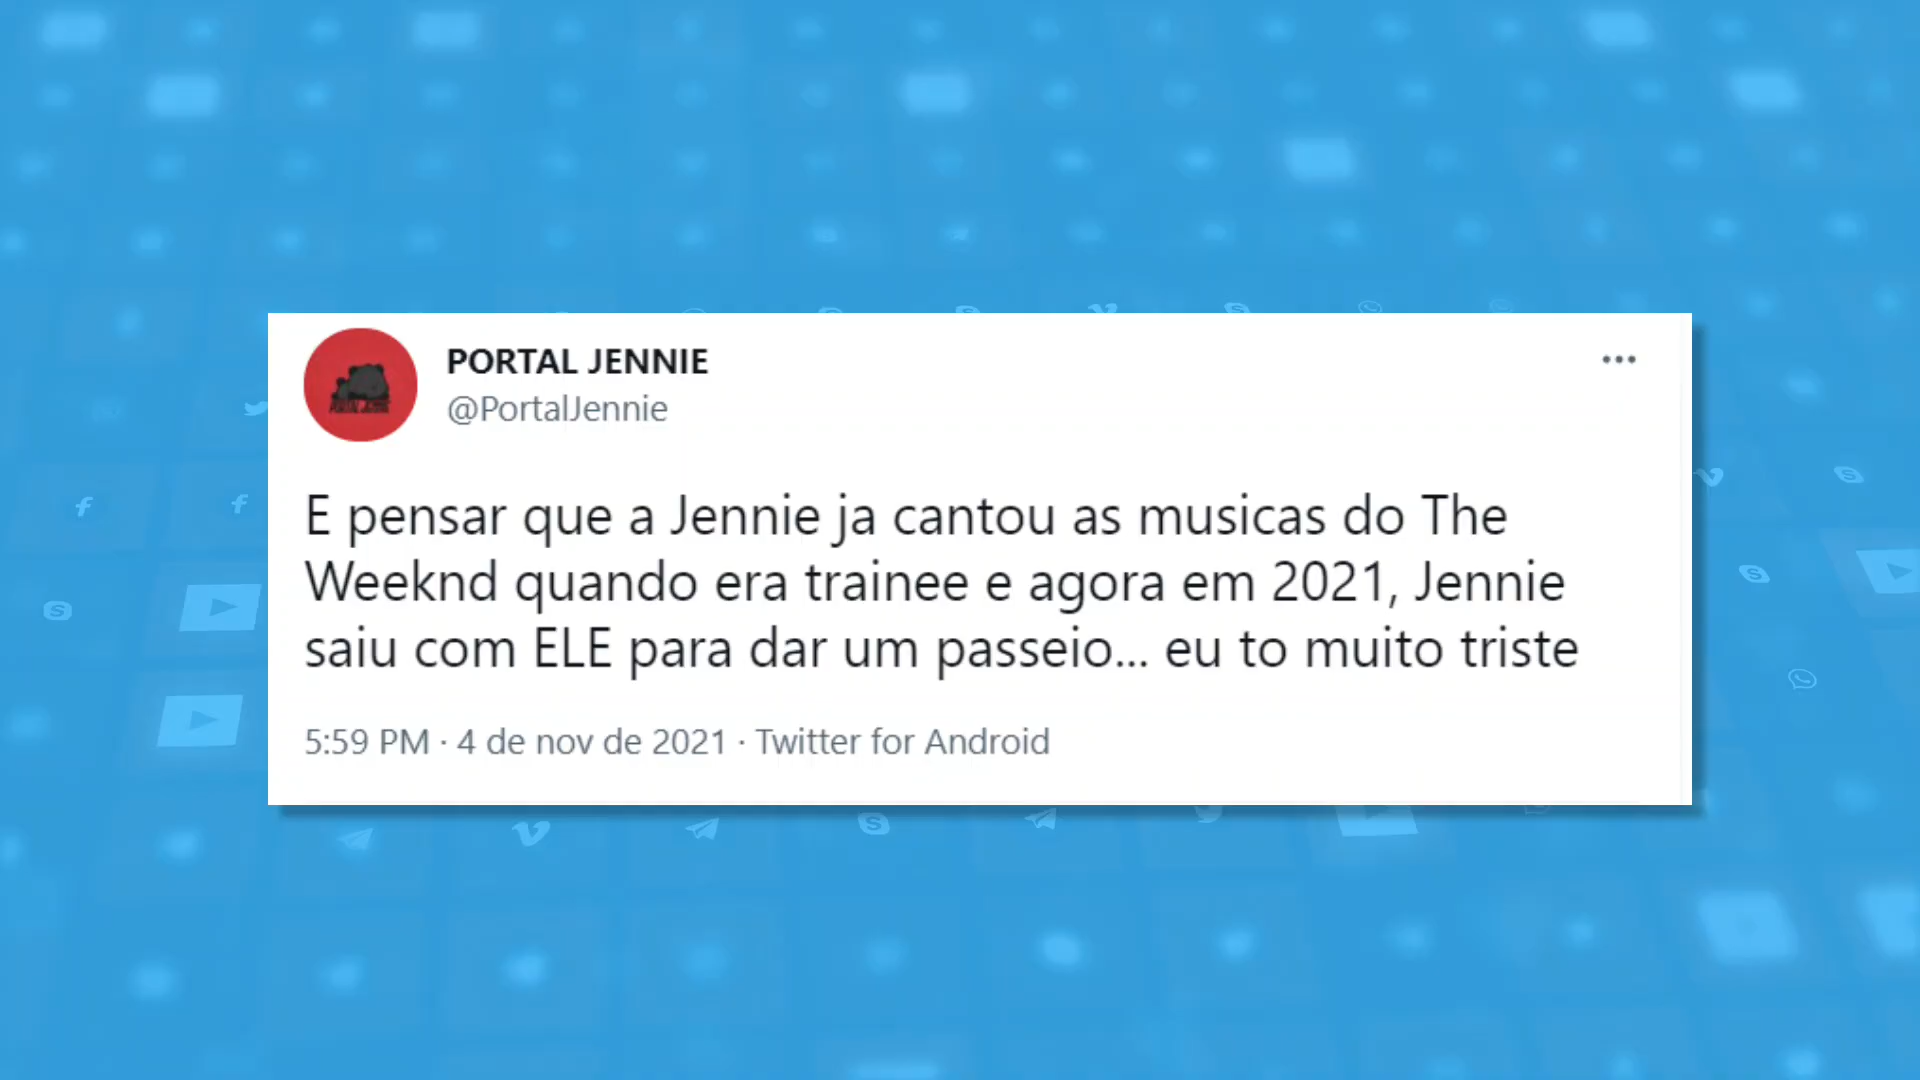 PORTAL JENNIE
@PortalJennie
E pensar que a Jennie ja cantou as musicas do The
Weeknd quando era trainee e agora em 2021, Jennie
saiu com ELE para dar um passeio... eu to muito triste
5:59 PM · 4 de nov de 2021 · Twitter for Android